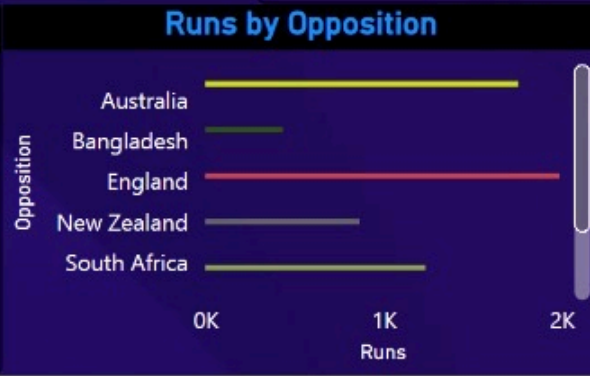 Runs by Opposition
Opposition
Australia
Bangladesh
England
New Zealand
South Africa
0K 1K 2K
Runs